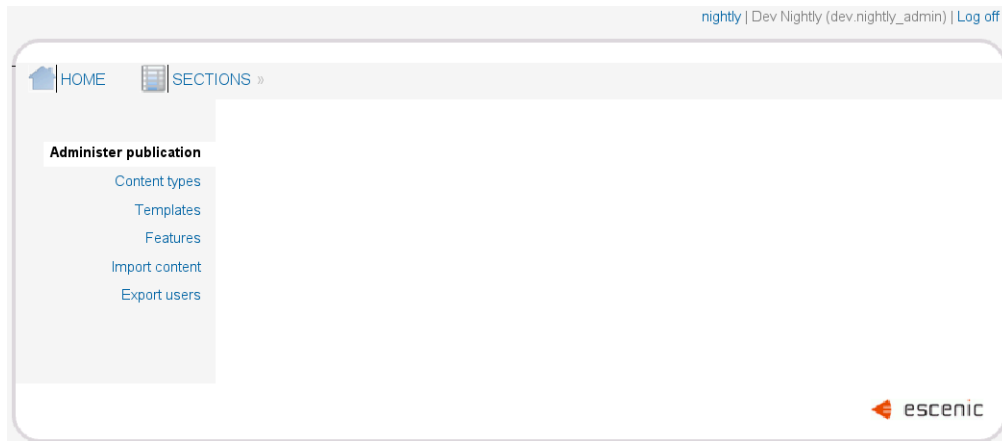 nightly | Dev Nightly (dev.nightly_admin) | Log off
HOME SECTIONS »
Administer publication
Content types
Templates
Features
Import content
Export users
escenic